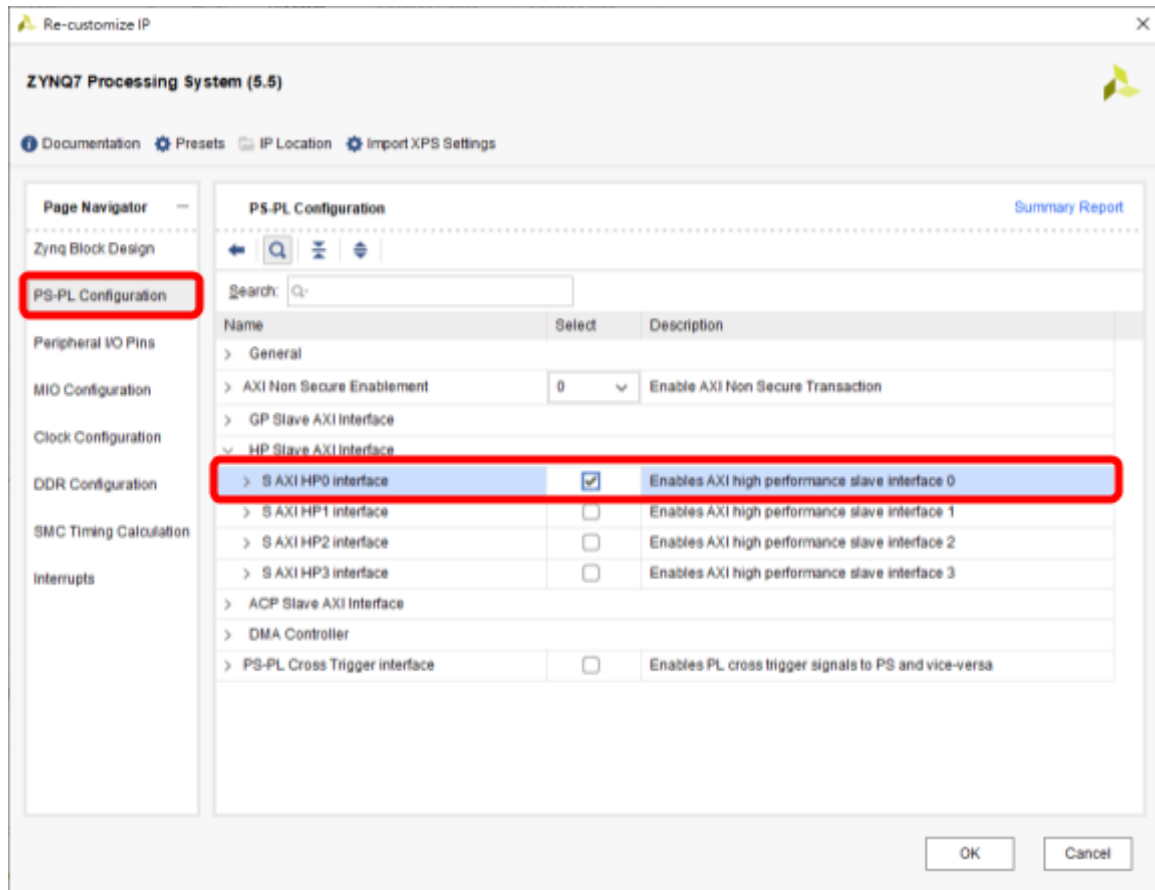 Re-customize IP
ZYNQ7 Processing System (5.5)
Documentation Presets IP Location Import XPS Settings
Page Navigator
Zynq Block Design
PS-PL Configuration
Peripheral I/O Pins
MIO Configuration
Clock Configuration
DDR Configuration
SMC Timing Calculation
Interrupts
PS-PL Configuration Summary Report
Search:
Name Select Description
General
AXI Non Secure Enablement 0 Enable AXI Non Secure Transaction
GP Slave AXI Interface
HP Slave AXI Interface
S AXI HP0 interface Enables AXI high performance slave interface 0
S AXI HP1 interface Enables AXI high performance slave interface 1
S AXI HP2 interface Enables AXI high performance slave interface 2
S AXI HP3 interface Enables AXI high performance slave interface 3
ACP Slave AXI Interface
DMA Controller
PS-PL Cross Trigger interface Enables PL cross trigger signals to PS and vice-versa
OK Cancel